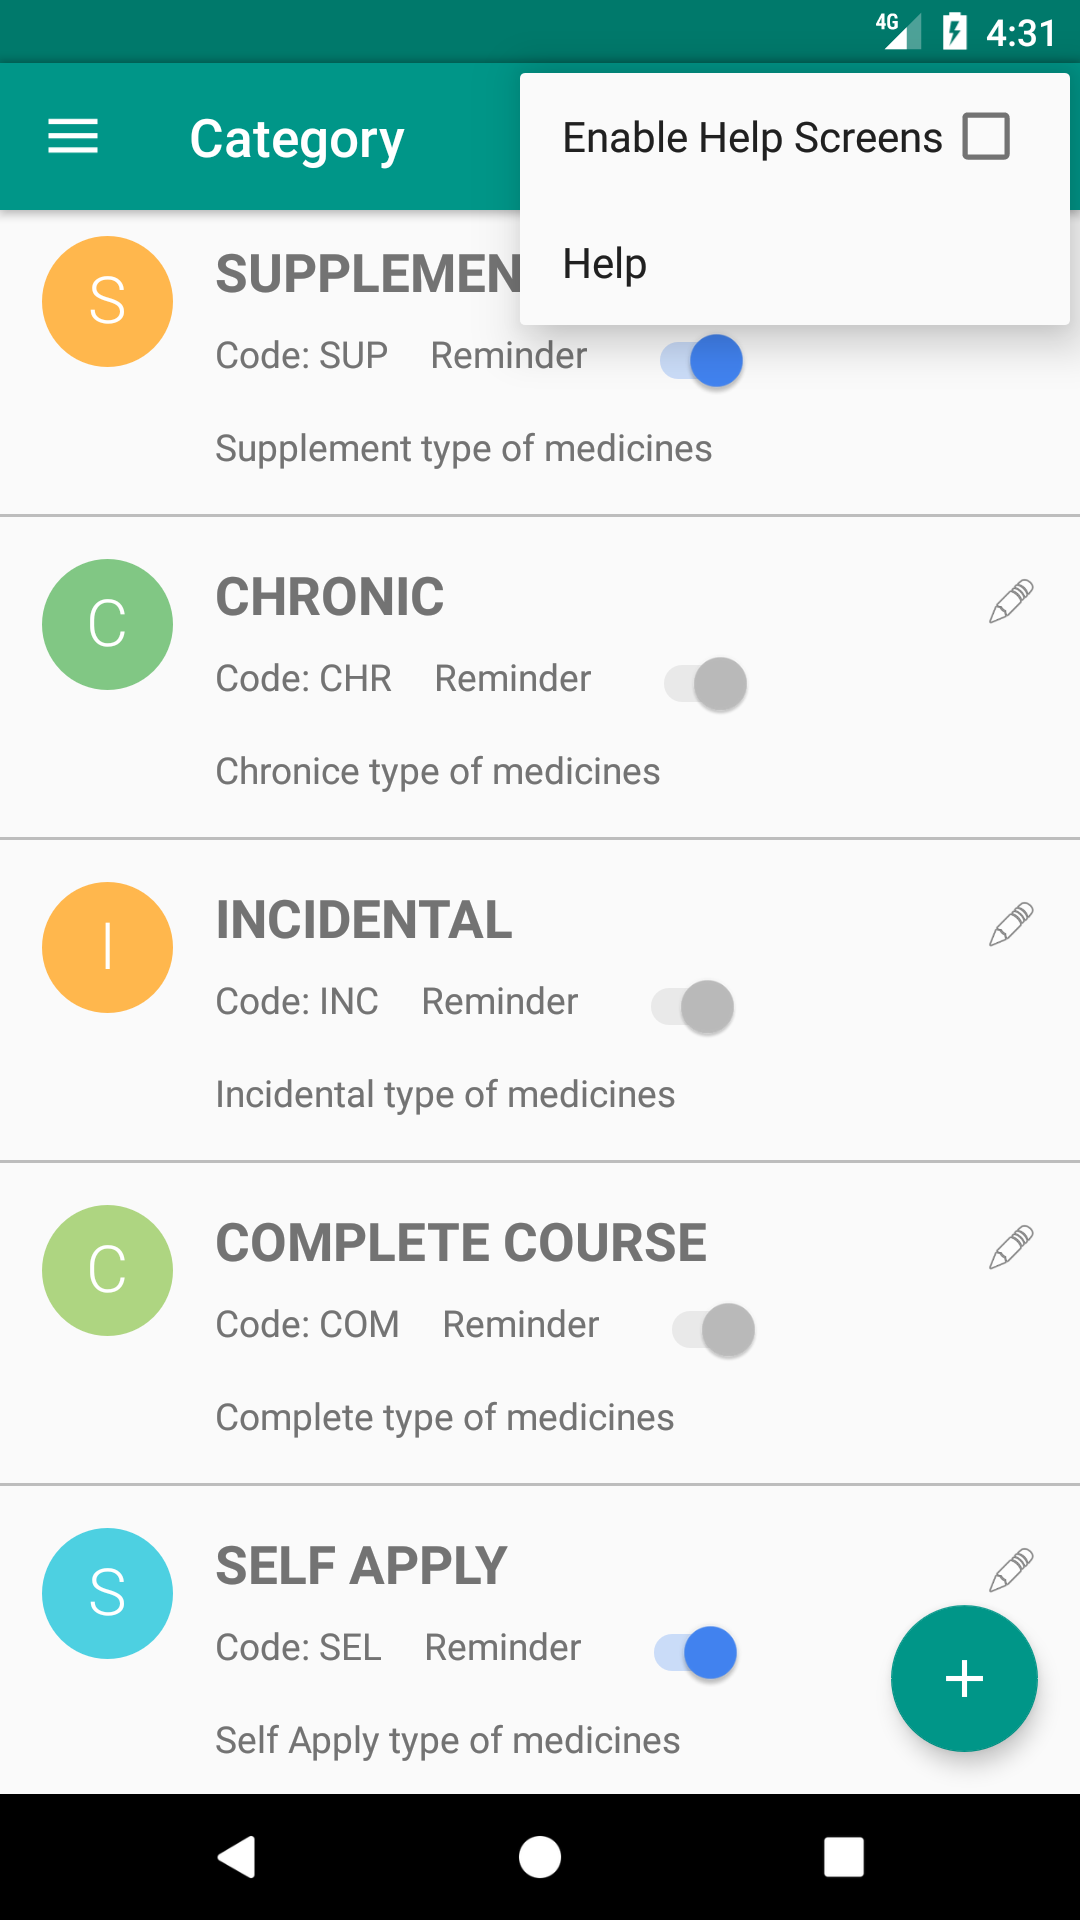 4G 4:31
Category
Enable Help Screens
Help
S
SUPPLEMEN
Code: SUP Reminder
Supplement type of medicines
C
CHRONIC
Code: CHR Reminder
Chronice type of medicines
I
INCIDENTAL
Code: INC Reminder
Incidental type of medicines
C
COMPLETE COURSE
Code: COM Reminder
Complete type of medicines
S
SELF APPLY
Code: SEL Reminder
Self Apply type of medicines